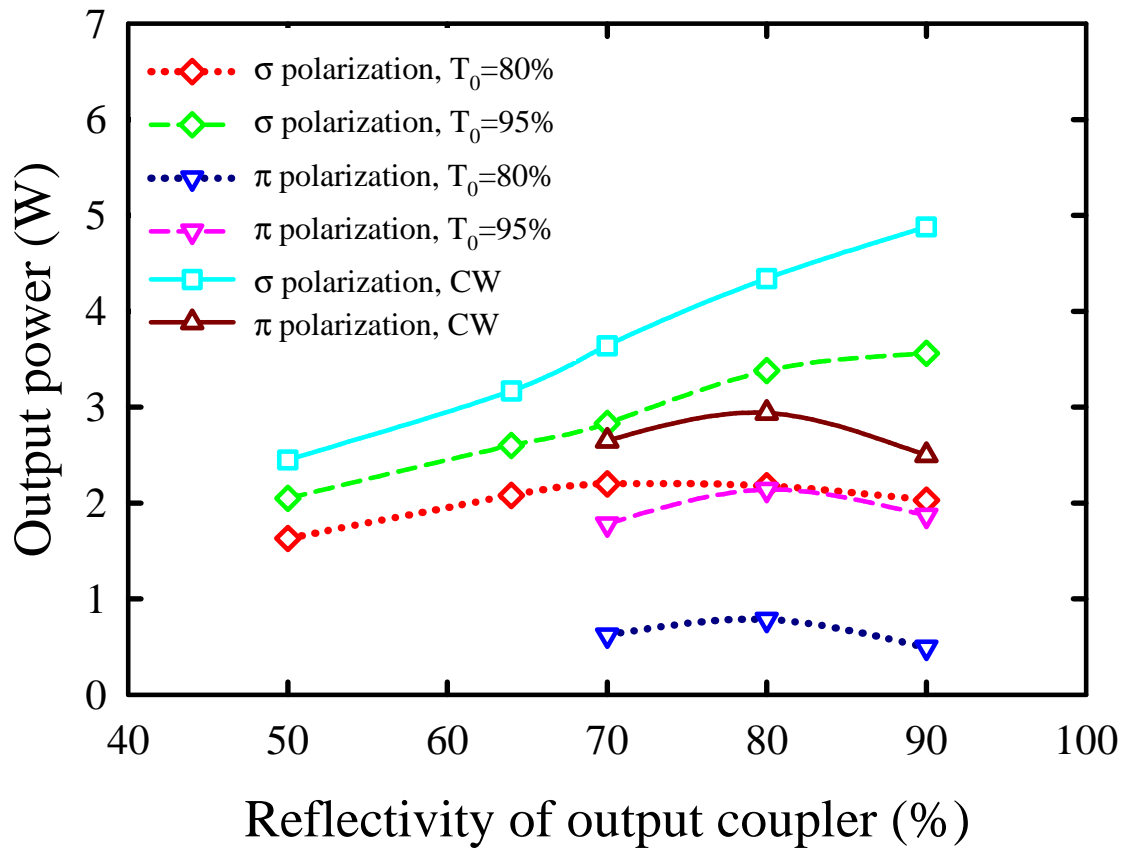 7
6
5
4
3
2
1
0
σ polarization, T₀=80%
σ polarization, T₀=95%
π polarization, T₀=80%
π polarization, T₀=95%
σ polarization, CW
π polarization, CW
Output power (W)
40 50 60 70 80 90 100
Reflectivity of output coupler (%)